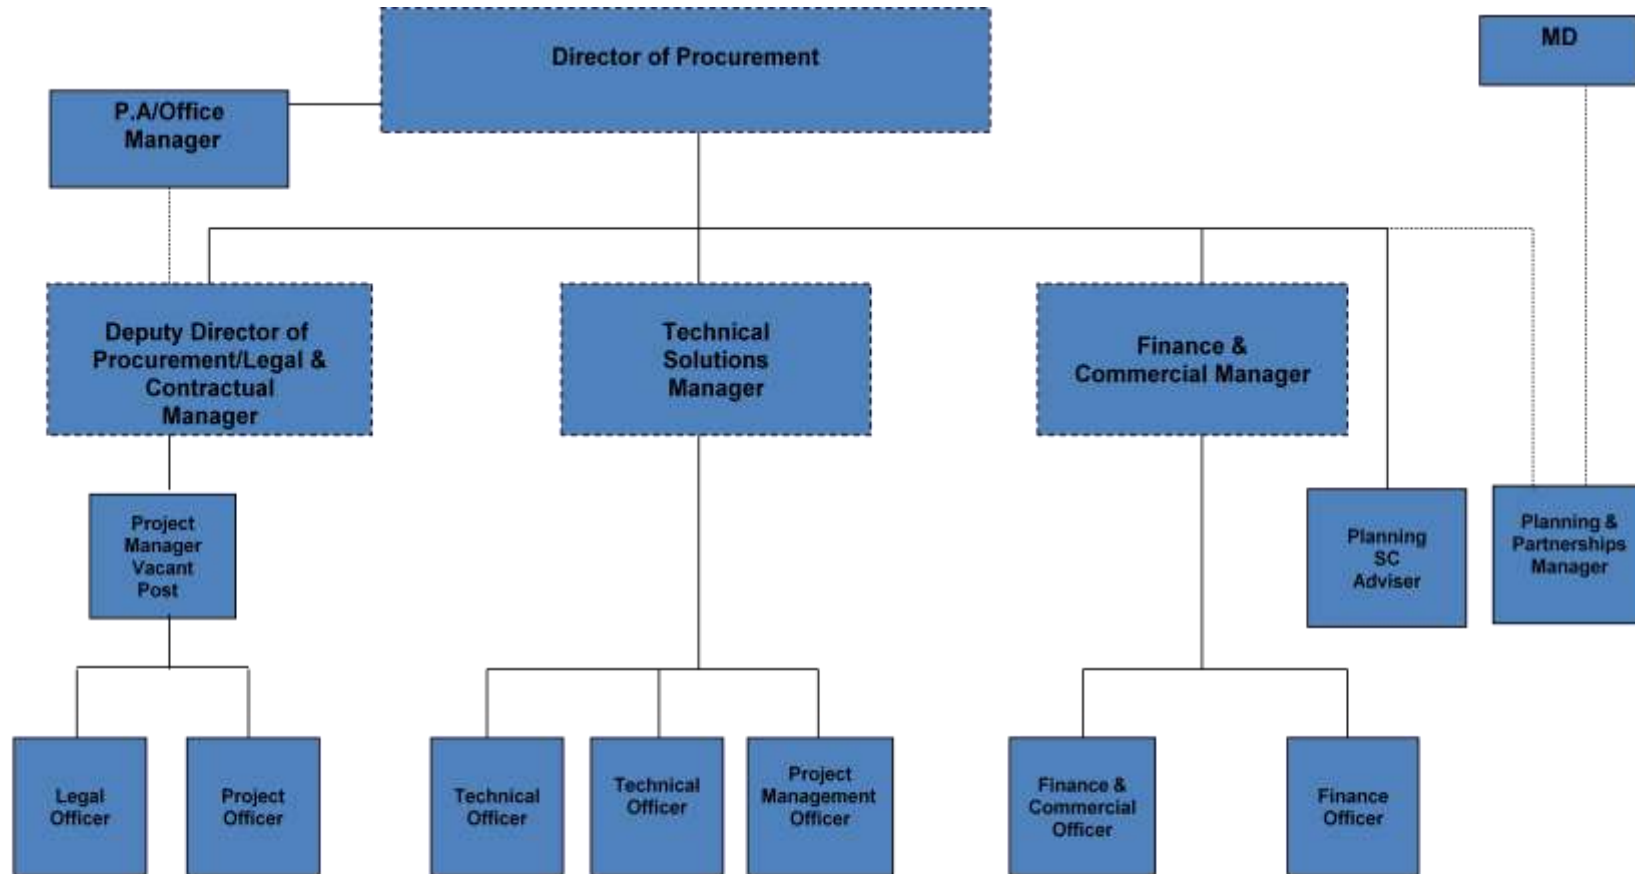 Director of Procurement
MD
P.A/Office
Manager
Deputy Director of
Procurement/Legal &
Contractual
Manager
Technical
Solutions
Manager
Finance &
Commercial Manager
Project
Manager
Vacant
Post
Planning
SC
Adviser
Planning &
Partnerships
Manager
Legal
Officer
Project
Officer
Technical
Officer
Technical
Officer
Project
Management
Officer
Finance &
Commercial
Officer
Finance
Officer